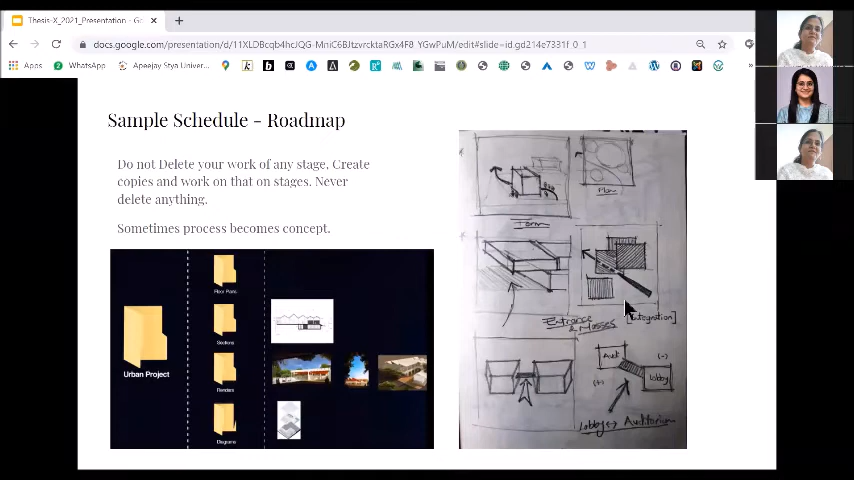 Thesis-X_2021_Presentation - Go
docs.google.com/presentation/d/11XLDBcqb4hcJQG-MniC6BJtzvrcktaRGx4F8_YGwPuM/edit#slide=id.gd214e7331f_0_1
Apps
WhatsApp
Apeejay Stya Univer...
Sample Schedule - Roadmap
Do not Delete your work of any stage. Create
copies and work on that on stages. Never
delete anything.
Sometimes process becomes concept.
Urban Project
Floor Plans
Sections
Renders
Diagrams
Form
Plan
Entrance
& Masses
[Integration]
Aud
(-)
(+)
Lobby
Lobby <-> Auditorium